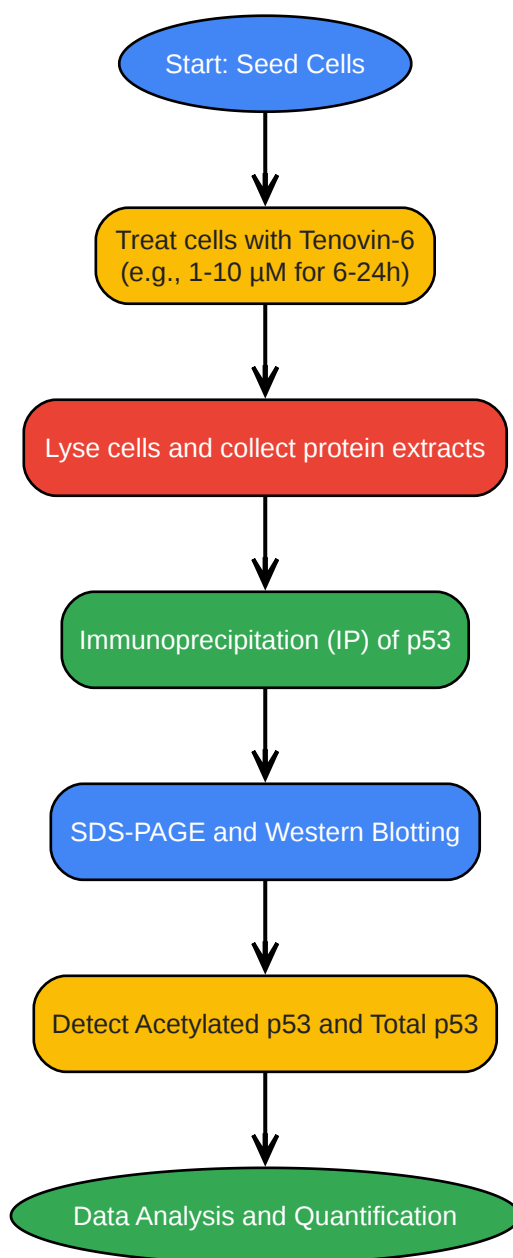 Start: Seed Cells
Treat cells with Tenovin-6
(e.g., 1-10 µM for 6-24h)
Lyse cells and collect protein extracts
Immunoprecipitation (IP) of p53
SDS-PAGE and Western Blotting
Detect Acetylated p53 and Total p53
Data Analysis and Quantification